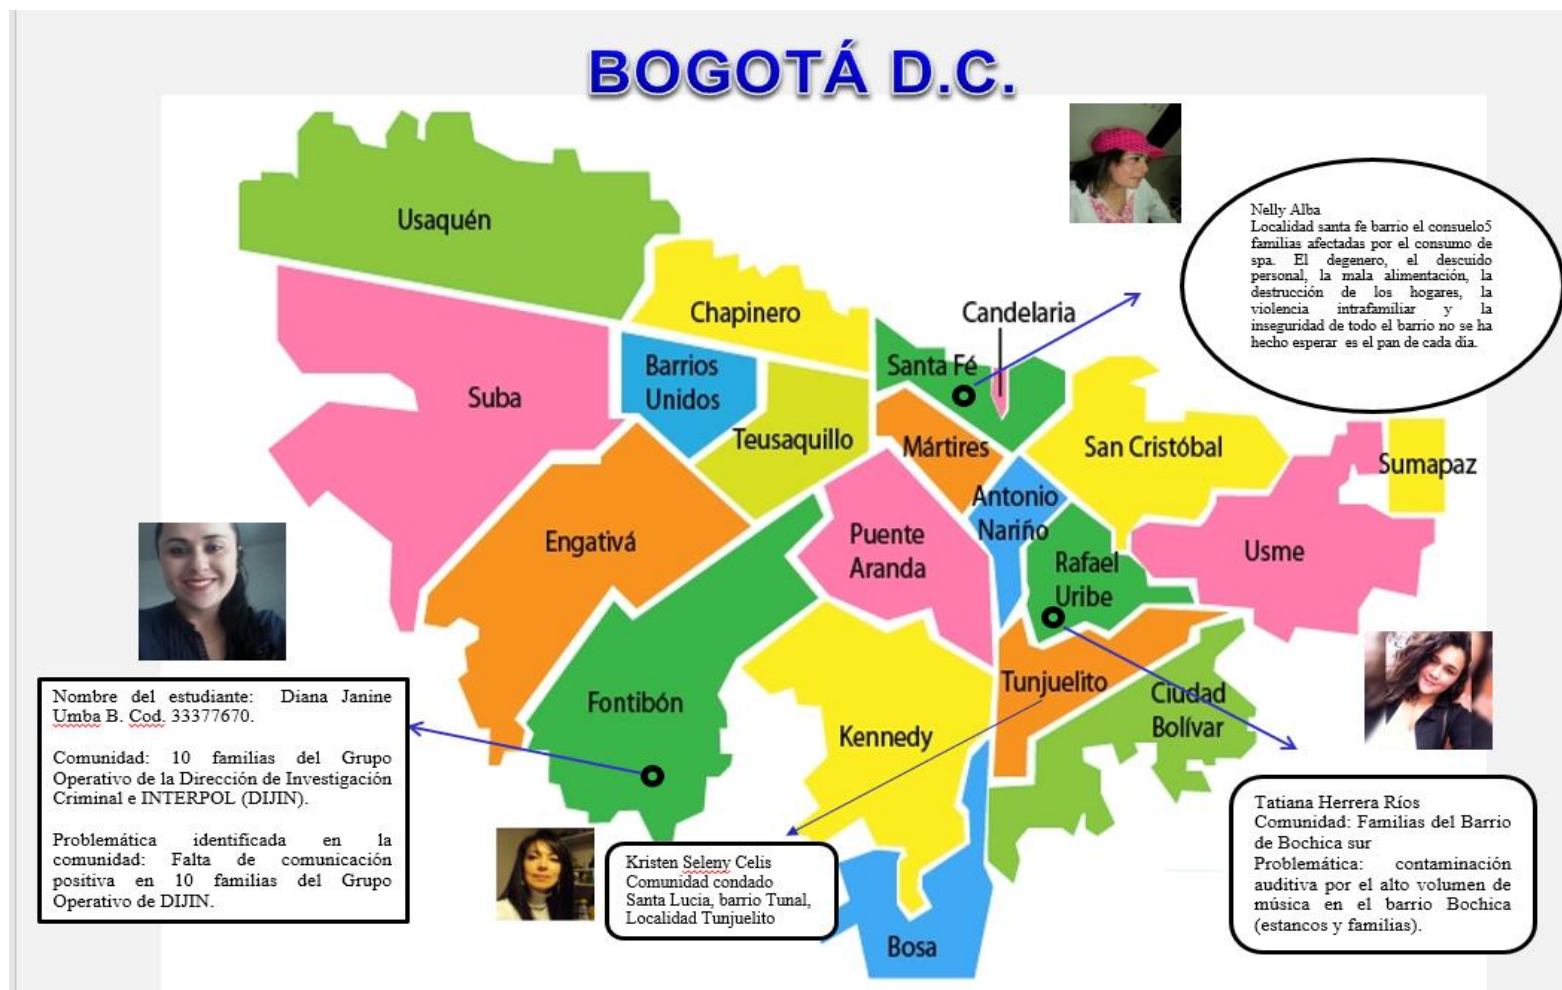 BOGOTÁ D.C.
Usaquén
Chapinero
Candelaria
Santa Fé
Barrios
Unidos
Suba
Teusaquillo
Mártires
San Cristóbal
Sumapaz
Antonio
Nariño
Engativá
Puente
Aranda
Rafael
Uribe
Usme
Fontibón
Kennedy
Tunjuelito
Ciudad
Bolívar
Bosa
Nelly Alba
Localidad santa fe barrio el consuelo5
familias afectadas por el consumo de
spa. El degenero, el descuido
personal, la mala alimentación, la
destrucción de los hogares, la
violencia intrafamiliar y la
inseguridad de todo el barrio no se ha
hecho esperar es el pan de cada día.
Nombre del estudiante: Diana Janine
Umba B. Cod. 33377670.
Comunidad: 10 familias del Grupo
Operativo de la Dirección de Investigación
Criminal e INTERPOL (DIJIN).
Problemática identificada en la
comunidad: Falta de comunicación
positiva en 10 familias del Grupo
Operativo de DIJIN.
Kristen Seleny Celis
Comunidad condado
Santa Lucia, barrio Tunal,
Localidad Tunjuelito
Tatiana Herrera Ríos
Comunidad: Familias del Barrio
de Bochica sur
Problemática: contaminación
auditiva por el alto volumen de
música en el barrio Bochica
(estancos y familias).